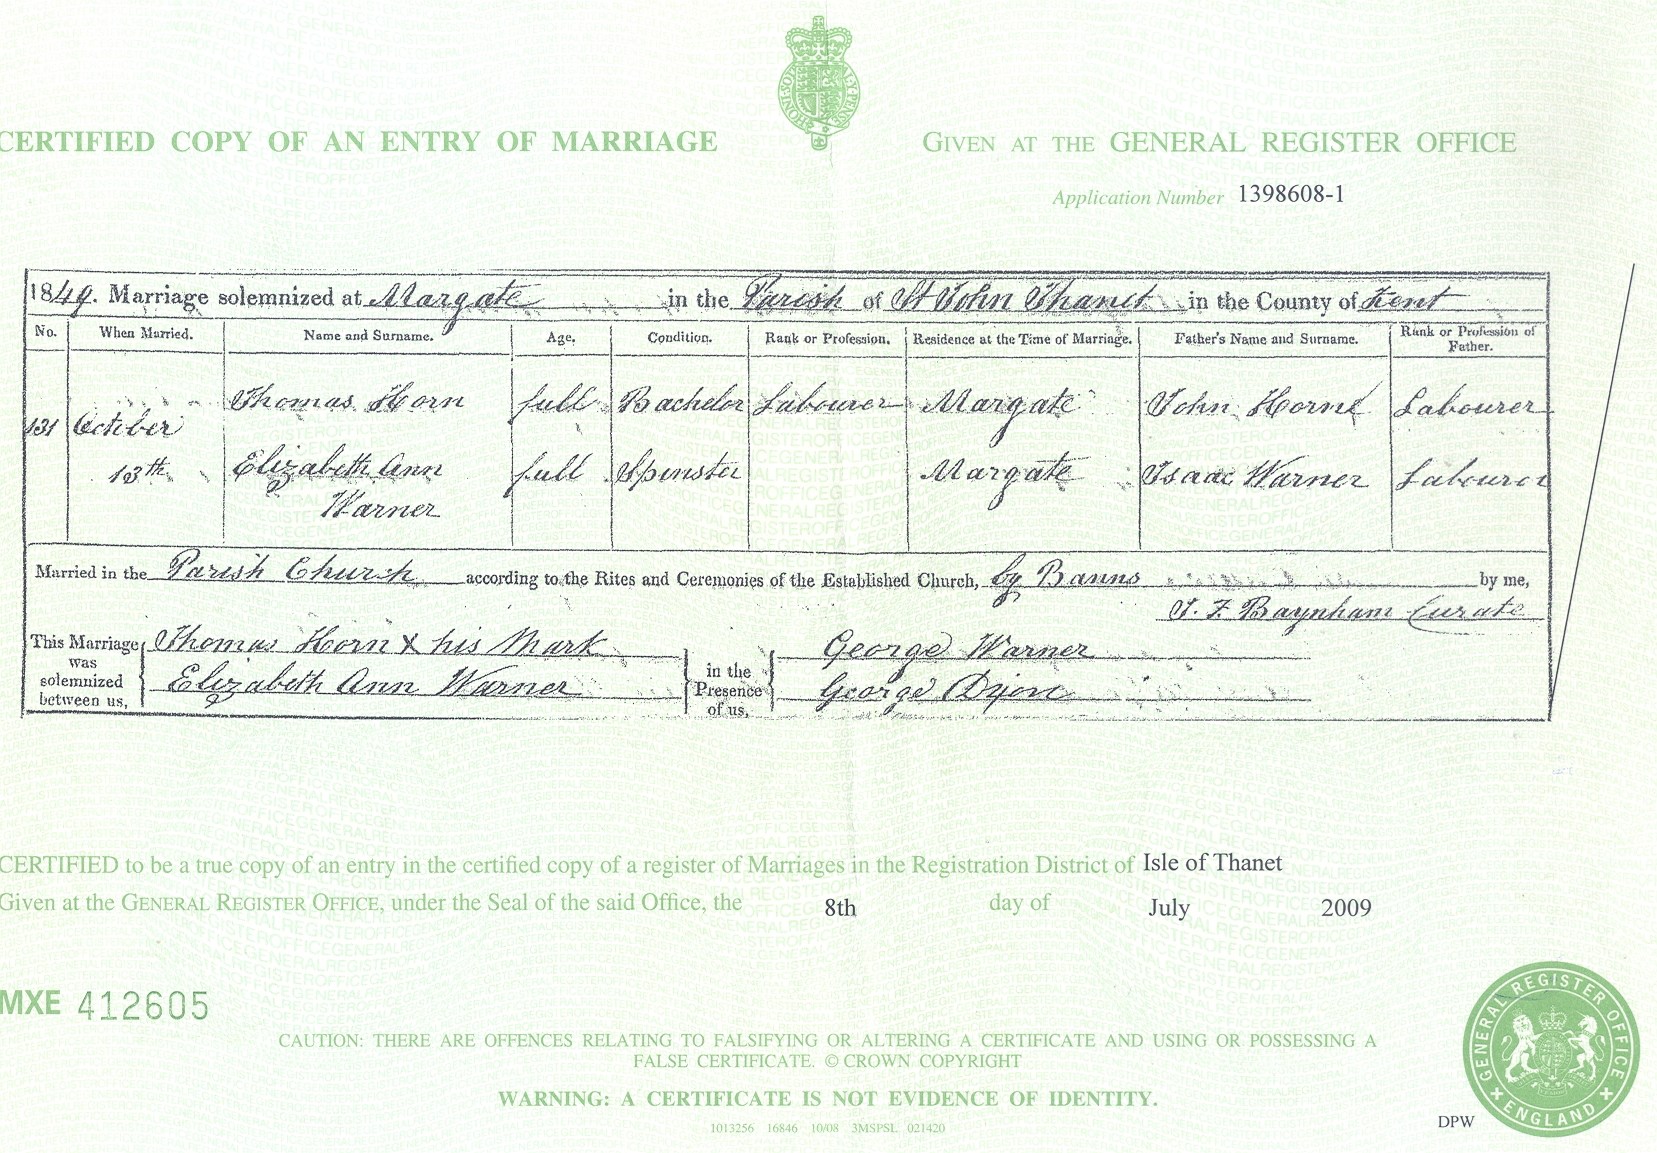 CERTIFIED COPY OF AN ENTRY OF MARRIAGE
GIVEN AT THE GENERAL REGISTER OFFICE
Application Number 1398608-1
1849. Marriage solemnized at Margate in the Parish of St John Thanet in the County of Kent
No. When Married. Name and Surname. Age. Condition. Rank or Profession. Residence at the Time of Marriage. Father's Name and Surname. Rank or Profession of Father.
131 October 13th Thomas Horn full Bachelor Labourer Margate John Horne Labourer
Elizabeth Ann Warner full Spinster Margate Isaac Warner Labourer
Married in the Parish Church according to the Rites and Ceremonies of the Established Church, by Banns by me,
J. F. Baynham Curate
This Marriage was solemnized between us, Thomas Horn X his Mark
Elizabeth Ann Warner
in the Presence of us, George Warner
George Dixon
CERTIFIED to be a true copy of an entry in the certified copy of a register of Marriages in the Registration District of Isle of Thanet
Given at the GENERAL REGISTER OFFICE, under the Seal of the said Office, the 8th day of July 2009
MXE 412605
CAUTION: THERE ARE OFFENCES RELATING TO FALSIFYING OR ALTERING A CERTIFICATE AND USING OR POSSESSING A
FALSE CERTIFICATE. © CROWN COPYRIGHT
WARNING: A CERTIFICATE IS NOT EVIDENCE OF IDENTITY.
1013256 16846 10/08 3MSPSL 021420
DPW
GENERAL REGISTER OFFICE
ENGLAND